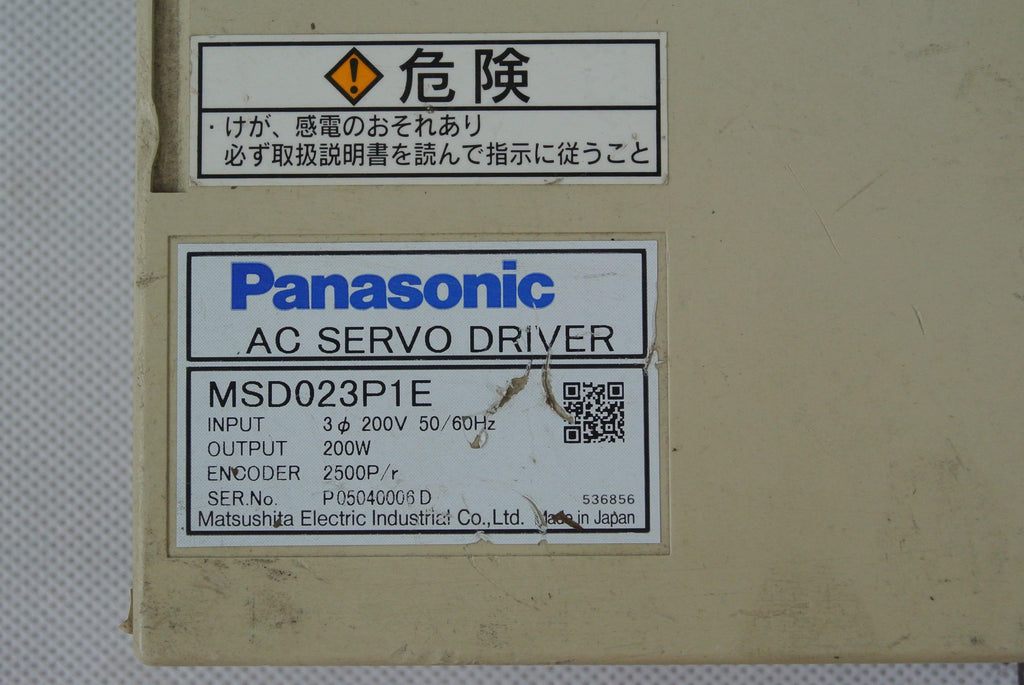 危険
・けが、感電のおそれあり
必ず取扱説明書を読んで指示に従うこと
Panasonic
AC SERVO DRIVER
MSD023P1E
INPUT 3φ 200V 50/60Hz
OUTPUT 200W
ENCODER 2500P/r
SER.No. P05040006D
536856
Matsushita Electric Industrial Co.,Ltd. Made in Japan